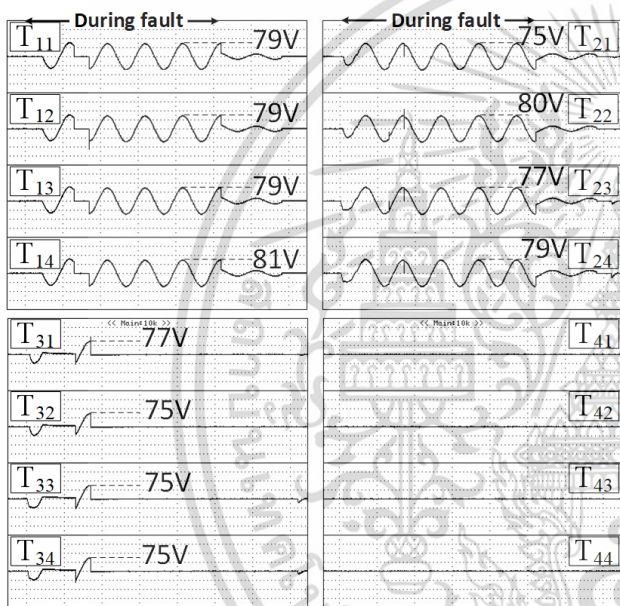 During fault
T11
79V
T12
79V
T13
79V
T14
81V
During fault
75V
T21
80V
T22
77V
T23
79V
T24
<< Main:10k >>
T31
77V
T32
75V
T33
75V
T34
75V
<< Main:10k >>
T41
T42
T43
T44